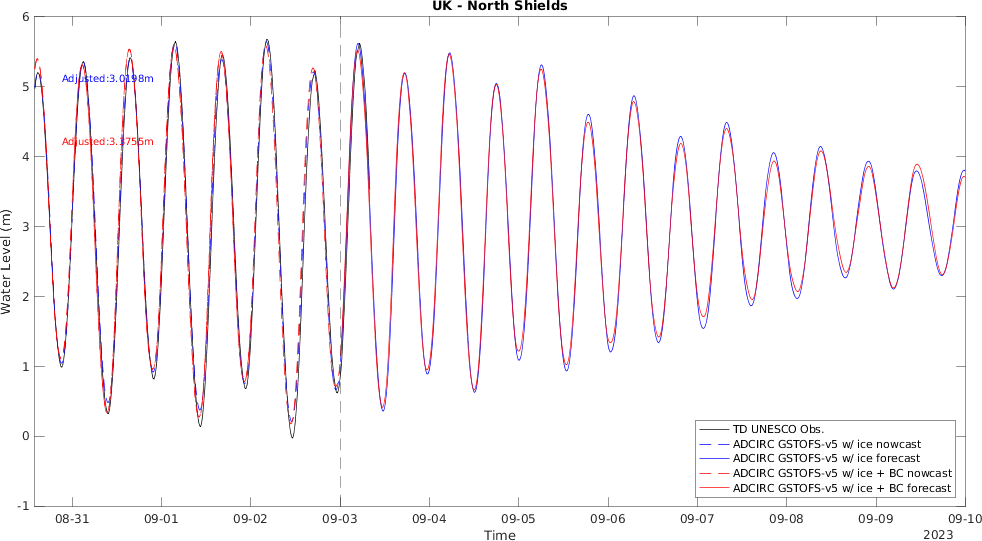 UK - North Shields
6
5
4
3
2
1
0
-1
Water Level (m)
Adjusted:3.0198m
Adjusted:3.3755m
TD UNESCO Obs.
ADCIRC GSTOFS-v5 w/ ice nowcast
ADCIRC GSTOFS-v5 w/ ice forecast
ADCIRC GSTOFS-v5 w/ ice + BC nowcast
ADCIRC GSTOFS-v5 w/ ice + BC forecast
08-31 09-01 09-02 09-03 09-04 09-05 09-06 09-07 09-08 09-09 09-10
Time
2023